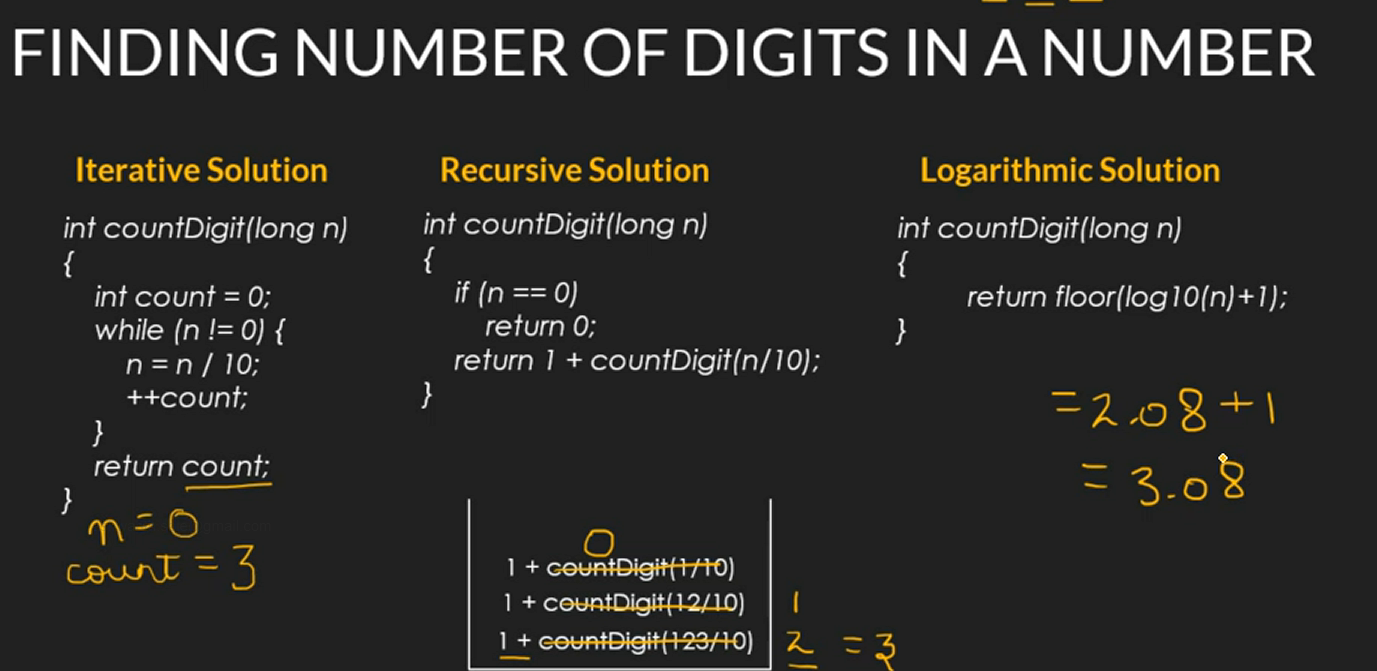 FINDING NUMBER OF DIGITS IN A NUMBER
Iterative Solution
int countDigit(long n)
{
int count = 0;
while (n != 0) {
n = n / 10;
++count;
}
return count;
}
n = 0
count = 3
Recursive Solution
int countDigit(long n)
{
if (n == 0)
return 0;
return 1 + countDigit(n/10);
}
0
1 + countDigit(1/10)
1 + countDigit(12/10) 1
1 + countDigit(123/10) 2 = 3
Logarithmic Solution
int countDigit(long n)
{
return floor(log10(n)+1);
}
= 2.08 + 1
= 3.08